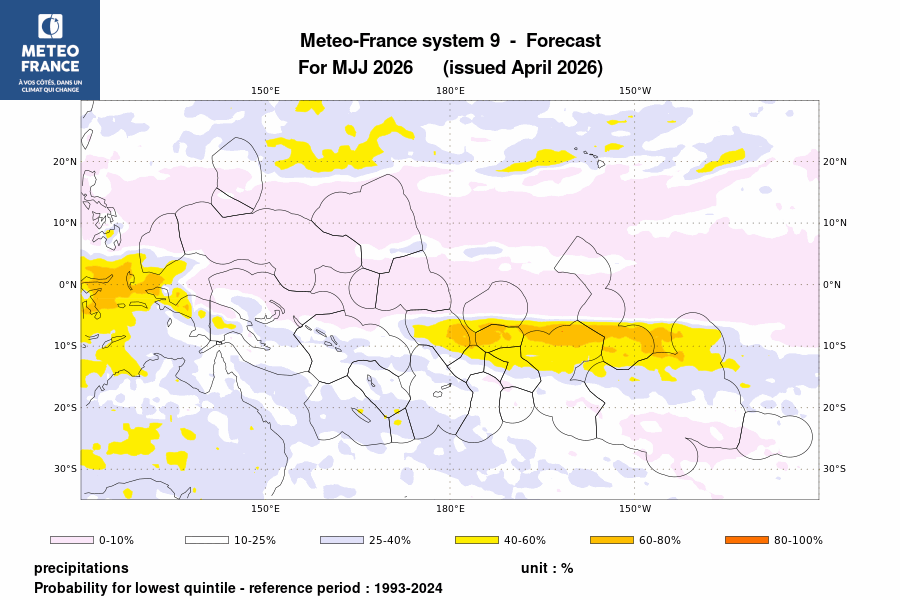 METEO
FRANCE
À VOS CÔTÉS, DANS UN
CLIMAT QUI CHANGE
Meteo-France system 9 - Forecast
For MJJ 2026 (issued April 2026)
150°E 180°E 150°W
20°N 20°N
10°N 10°N
0°N 0°N
10°S 10°S
20°S 20°S
30°S 30°S
150°E 180°E 150°W
0-10% 10-25% 25-40% 40-60% 60-80% 80-100%
precipitations unit : %
Probability for lowest quintile - reference period : 1993-2024